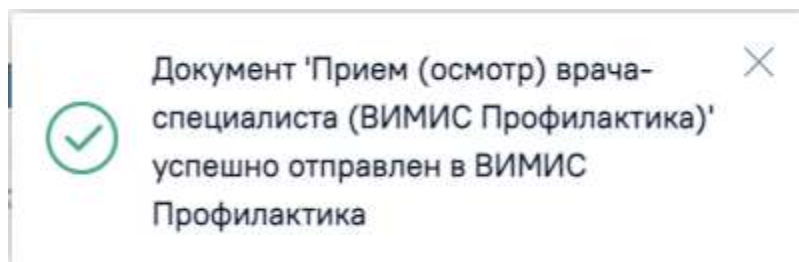 Документ 'Прием (осмотр) врача-
специалиста (ВИМИС Профилактика)'
успешно отправлен в ВИМИС
Профилактика